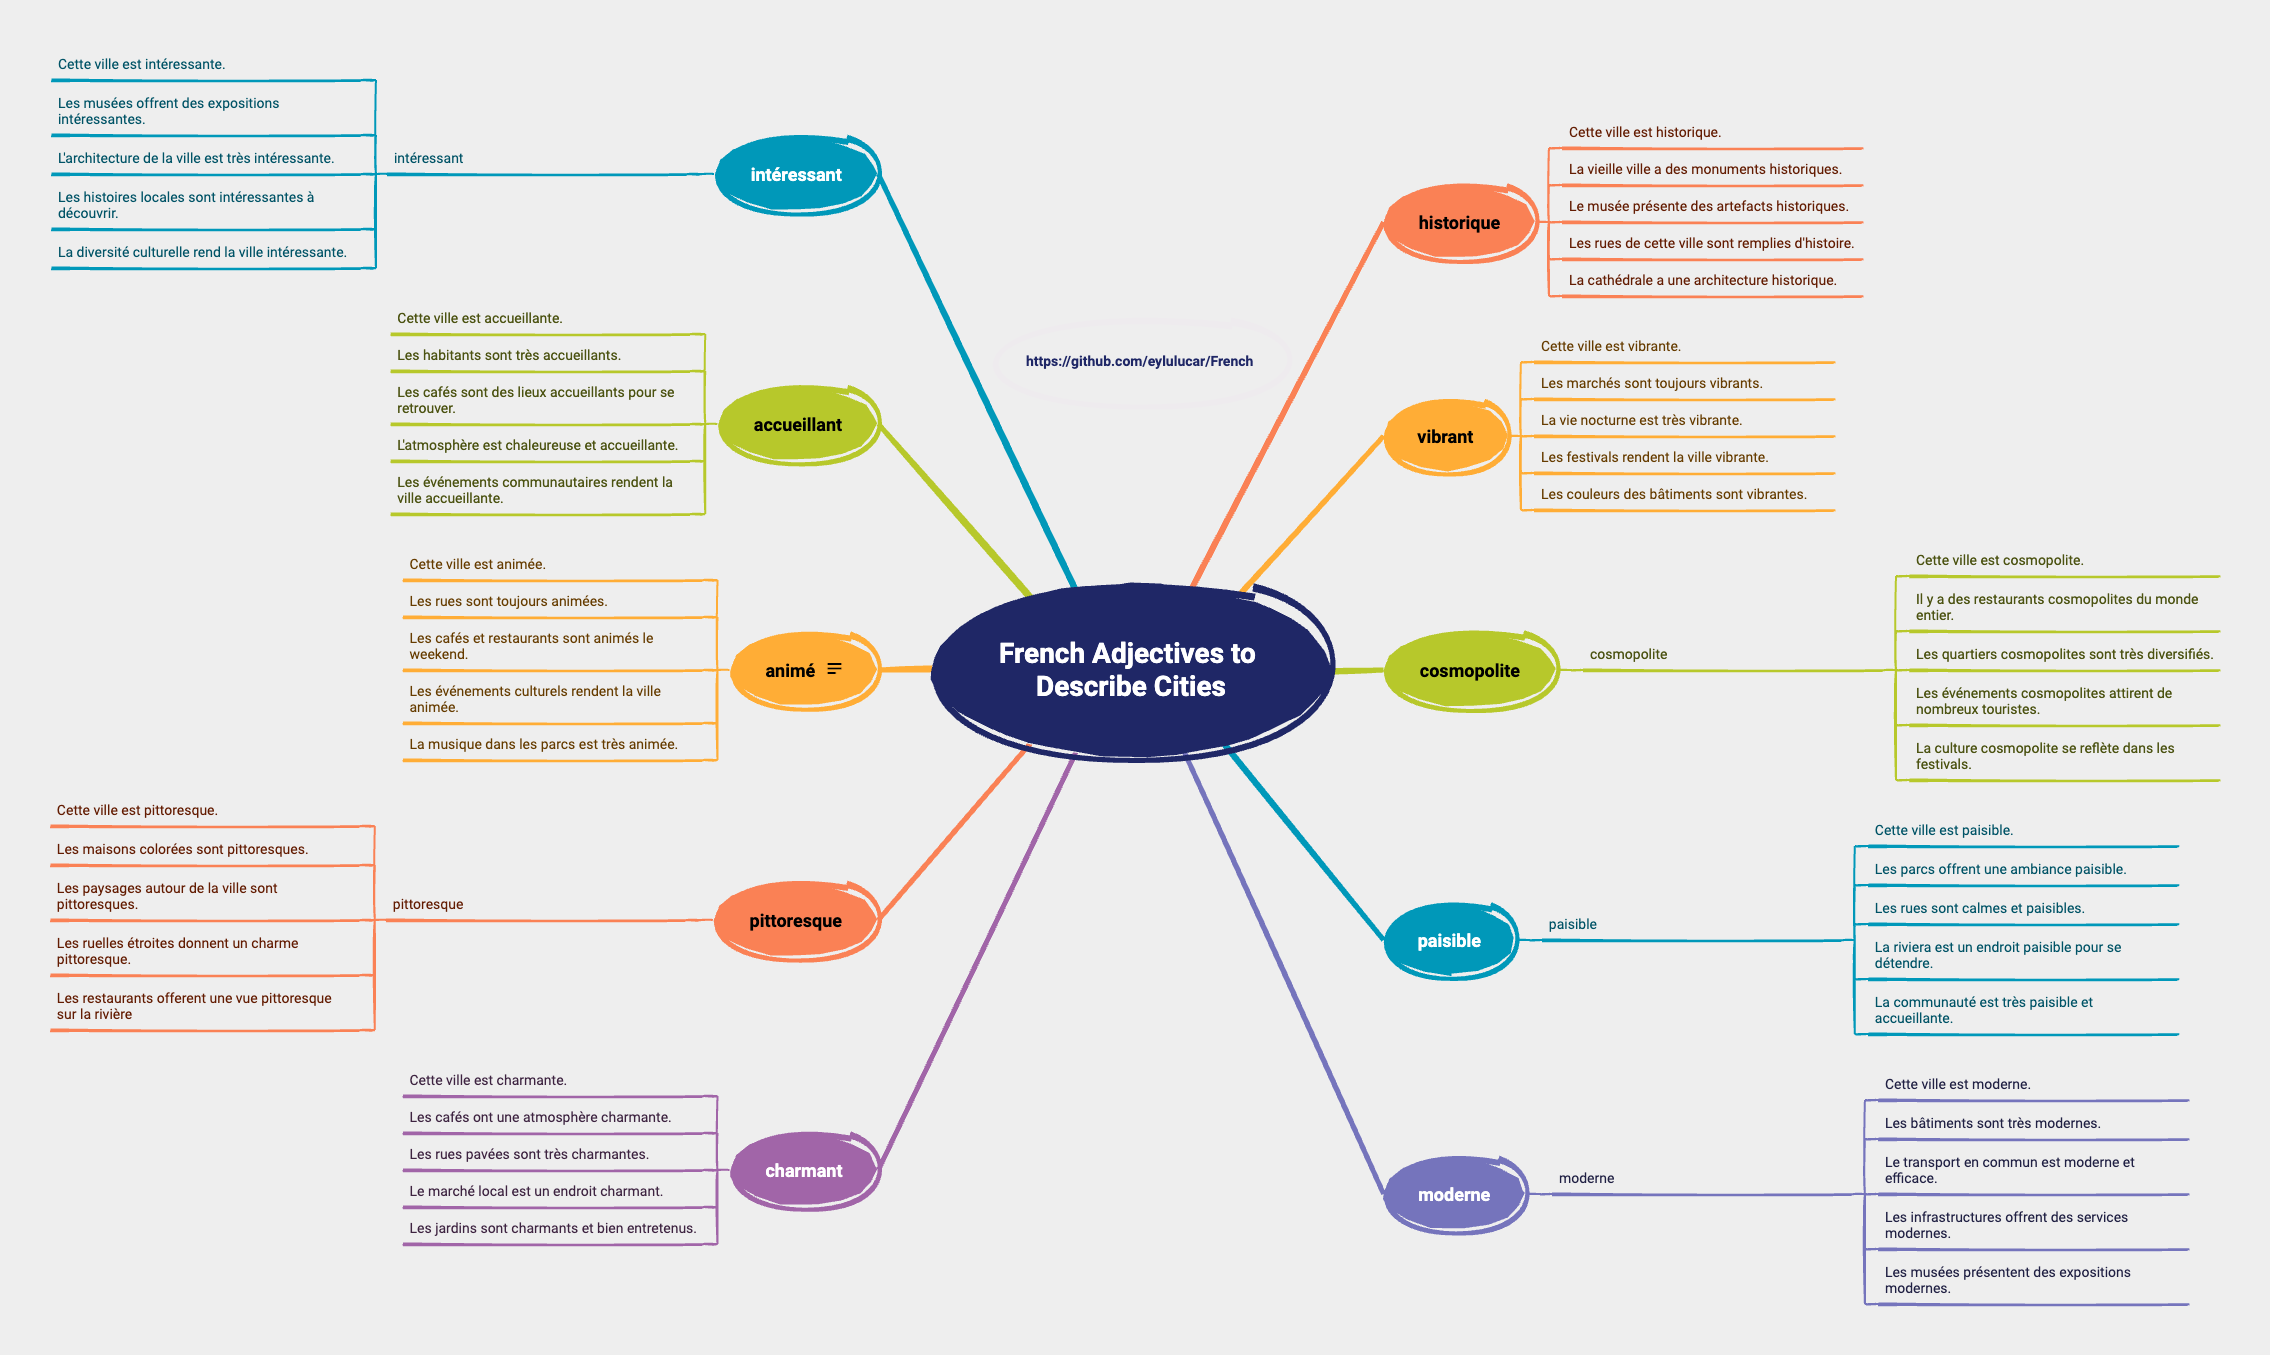 French Adjectives to
Describe Cities
https://github.com/eylulucar/French
historique
Cette ville est historique.
La vieille ville a des monuments historiques.
Le musée présente des artefacts historiques.
Les rues de cette ville sont remplies d'histoire.
La cathédrale a une architecture historique.
vibrant
Cette ville est vibrante.
Les marchés sont toujours vibrants.
La vie nocturne est très vibrante.
Les festivals rendent la ville vibrante.
Les couleurs des bâtiments sont vibrantes.
cosmopolite
cosmopolite
Cette ville est cosmopolite.
Il y a des restaurants cosmopolites du monde
entier.
Les quartiers cosmopolites sont très diversifiés.
Les événements cosmopolites attirent de
nombreux touristes.
La culture cosmopolite se reflète dans les
festivals.
paisible
paisible
Cette ville est paisible.
Les parcs offrent une ambiance paisible.
Les rues sont calmes et paisibles.
La riviera est un endroit paisible pour se
détendre.
La communauté est très paisible et
accueillante.
moderne
moderne
Cette ville est moderne.
Les bâtiments sont très modernes.
Le transport en commun est moderne et
efficace.
Les infrastructures offrent des services
modernes.
Les musées présentent des expositions
modernes.
intéressant
intéressant
Cette ville est intéressante.
Les musées offrent des expositions
intéressantes.
L'architecture de la ville est très intéressante.
Les histoires locales sont intéressantes à
découvrir.
La diversité culturelle rend la ville intéressante.
accueillant
Cette ville est accueillante.
Les habitants sont très accueillants.
Les cafés sont des lieux accueillants pour se
retrouver.
L'atmosphère est chaleureuse et accueillante.
Les événements communautaires rendent la
ville accueillante.
animé
Cette ville est animée.
Les rues sont toujours animées.
Les cafés et restaurants sont animés le
weekend.
Les événements culturels rendent la ville
animée.
La musique dans les parcs est très animée.
pittoresque
pittoresque
Cette ville est pittoresque.
Les maisons colorées sont pittoresques.
Les paysages autour de la ville sont
pittoresques.
Les ruelles étroites donnent un charme
pittoresque.
Les restaurants offerent une vue pittoresque
sur la rivière
charmant
Cette ville est charmante.
Les cafés ont une atmosphère charmante.
Les rues pavées sont très charmantes.
Le marché local est un endroit charmant.
Les jardins sont charmants et bien entretenus.